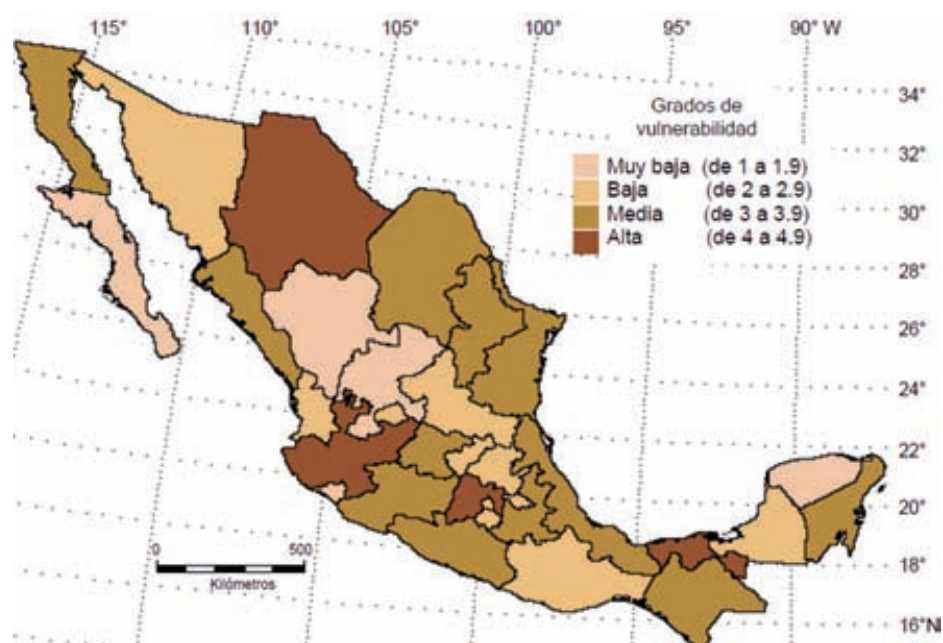 115° 110° 105° 100° 95° 90° W
Grados de
vulnerabilidad
Muy baja (de 1 a 1.9)
Baja (de 2 a 2.9)
Media (de 3 a 3.9)
Alta (de 4 a 4.9)
34°
32°
30°
28°
26°
24°
22°
20°
18°
16°N
0 500
Kilómetros